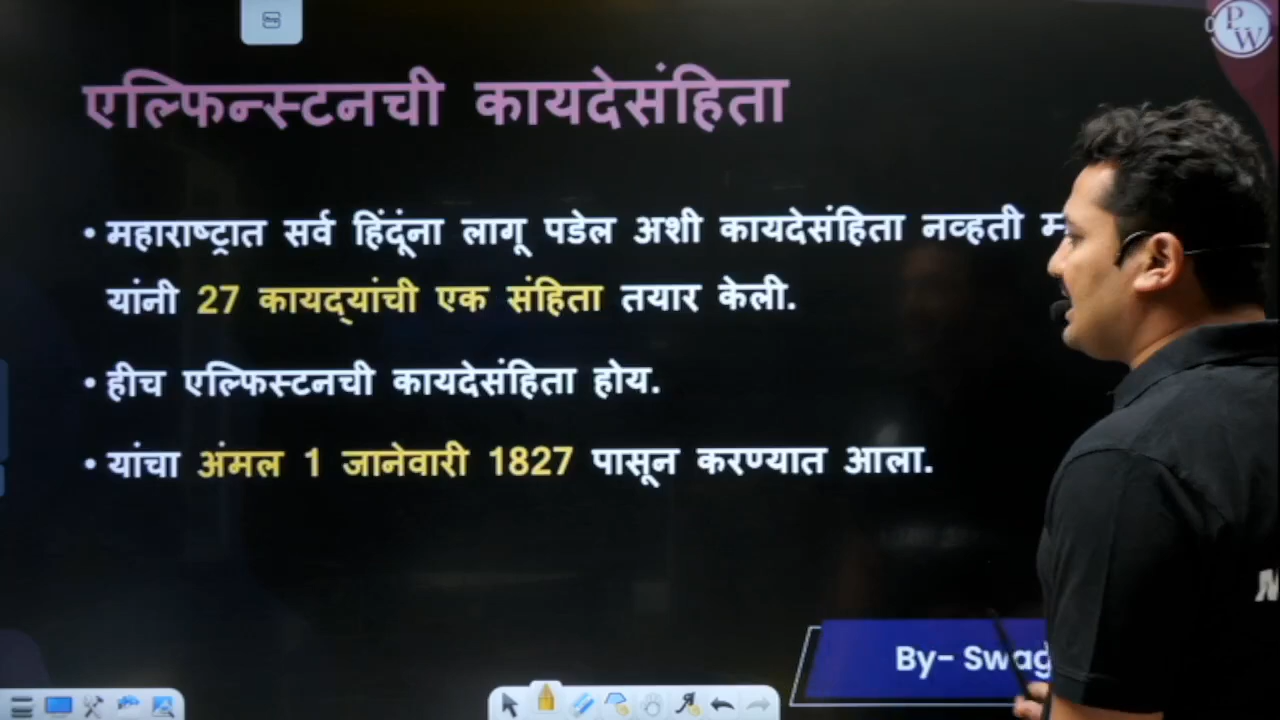 PW
एल्फिन्स्टनची कायदेसंहिता
• महाराष्ट्रात सर्व हिंदूंना लागू पडेल अशी कायदेसंहिता नव्हती
यांनी 27 कायद्यांची एक संहिता तयार केली.
• हीच एल्फिस्टनची कायदेसंहिता होय.
• यांचा अंमल 1 जानेवारी 1827 पासून करण्यात आला.
By-